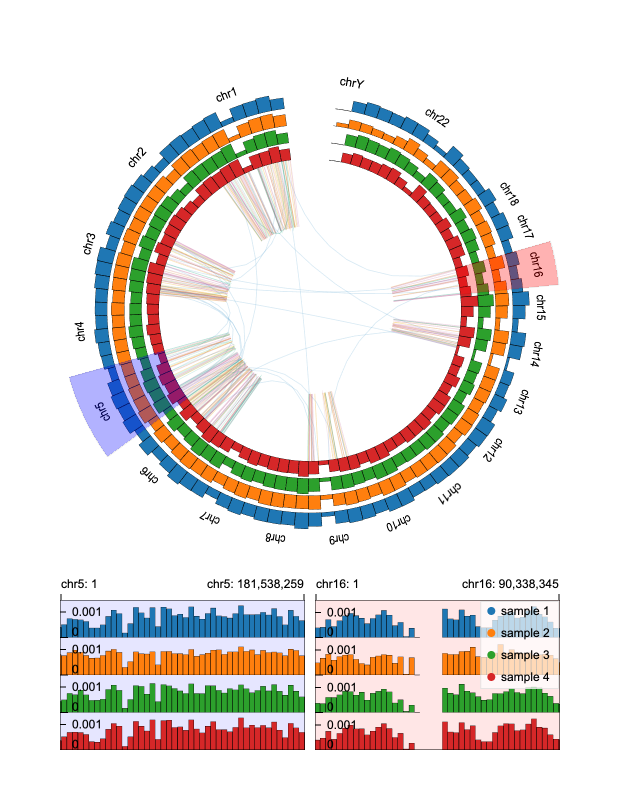 chrY
chr1
chr22
chr2
chr18
chr17
chr3
chr16
chr15
chr4
chr14
chr5
chr13
chr6
chr12
chr7
chr11
chr8
chr9
chr10
chr5: 1
chr5: 181,538,259
chr16: 1
chr16: 90,338,345
0.001
0
0.001
0
0.001
0
0.001
0
0.001
0
0.001
0
0.001
0
0.001
0
sample 1
sample 2
sample 3
sample 4